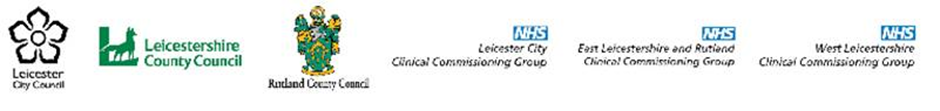 Leicester
City Council
Leicestershire
County Council
Rutland County Council
NHS
Leicester City
Clinical Commissioning Group
NHS
East Leicestershire and Rutland
Clinical Commissioning Group
NHS
West Leicestershire
Clinical Commissioning Group